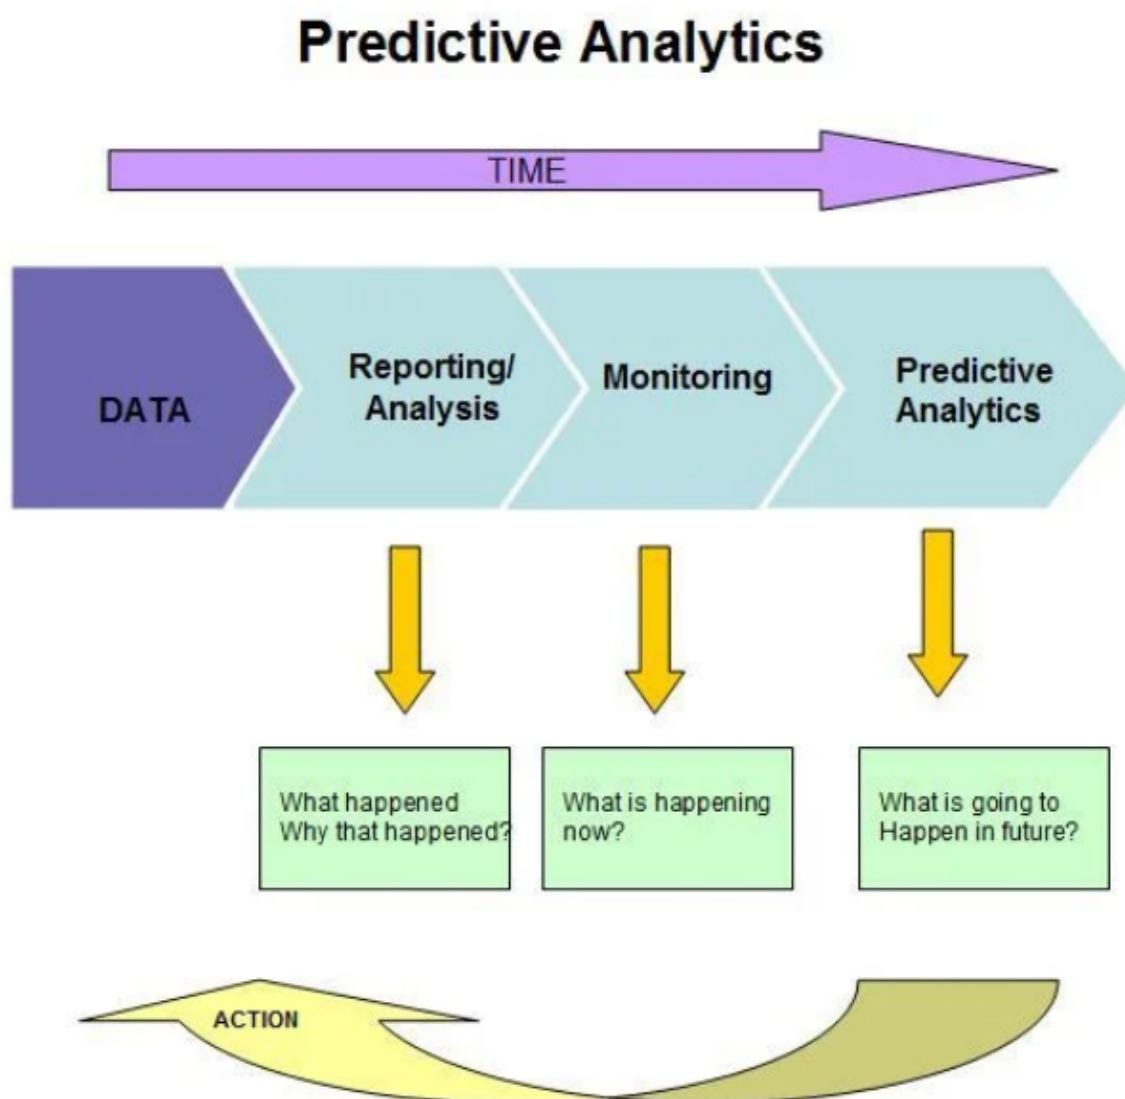 Predictive Analytics
TIME
DATA
Reporting/
Analysis
Monitoring
Predictive
Analytics
What happened
Why that happened?
What is happening
now?
What is going to
Happen in future?
ACTION